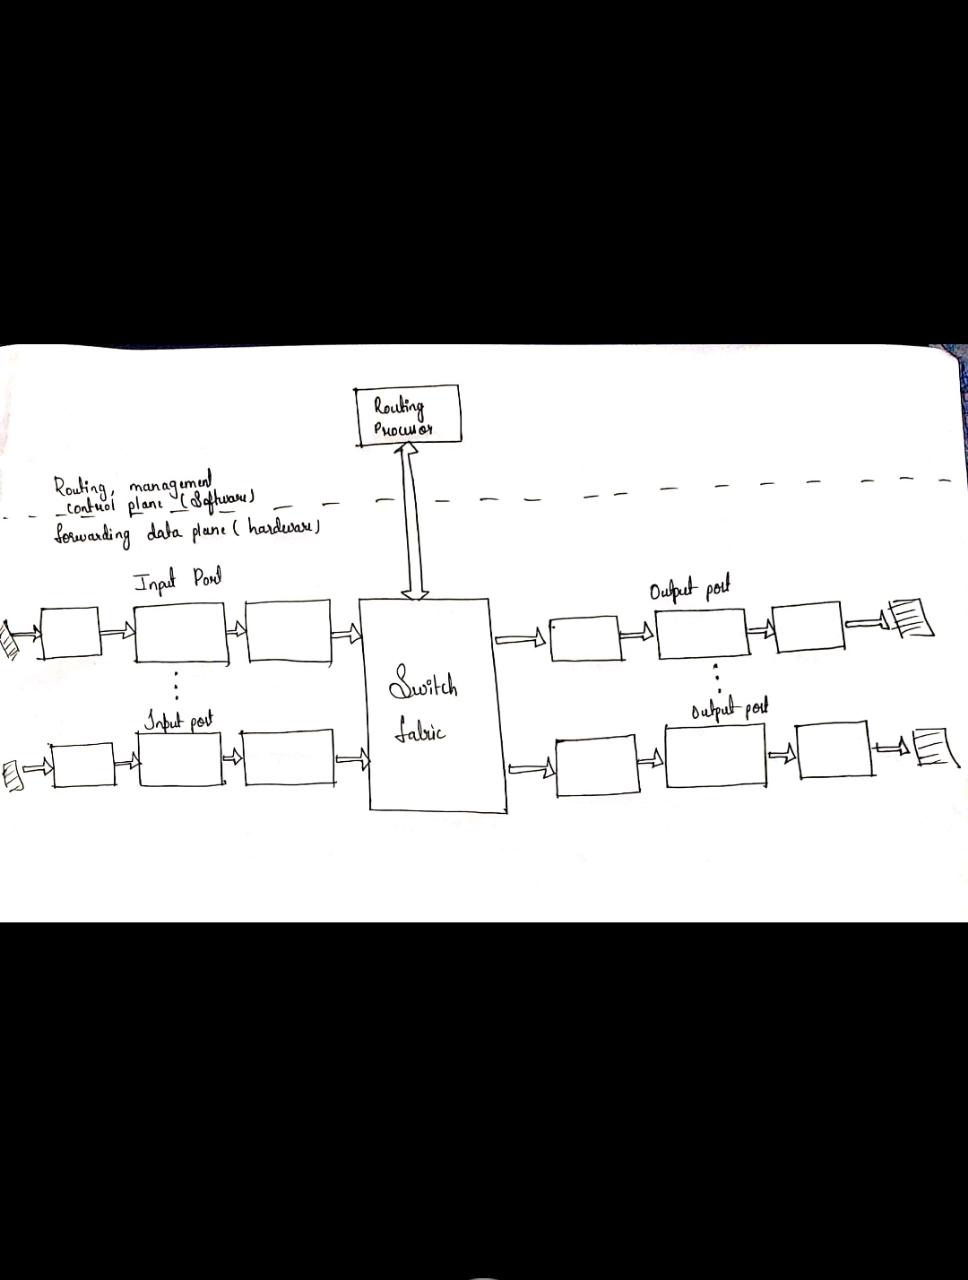 Routing
Processor
Routing, management
control plane (Software)
forwarding data plane (hardware)
Input Port
Output port
Switch
fabric
Input port
Output port